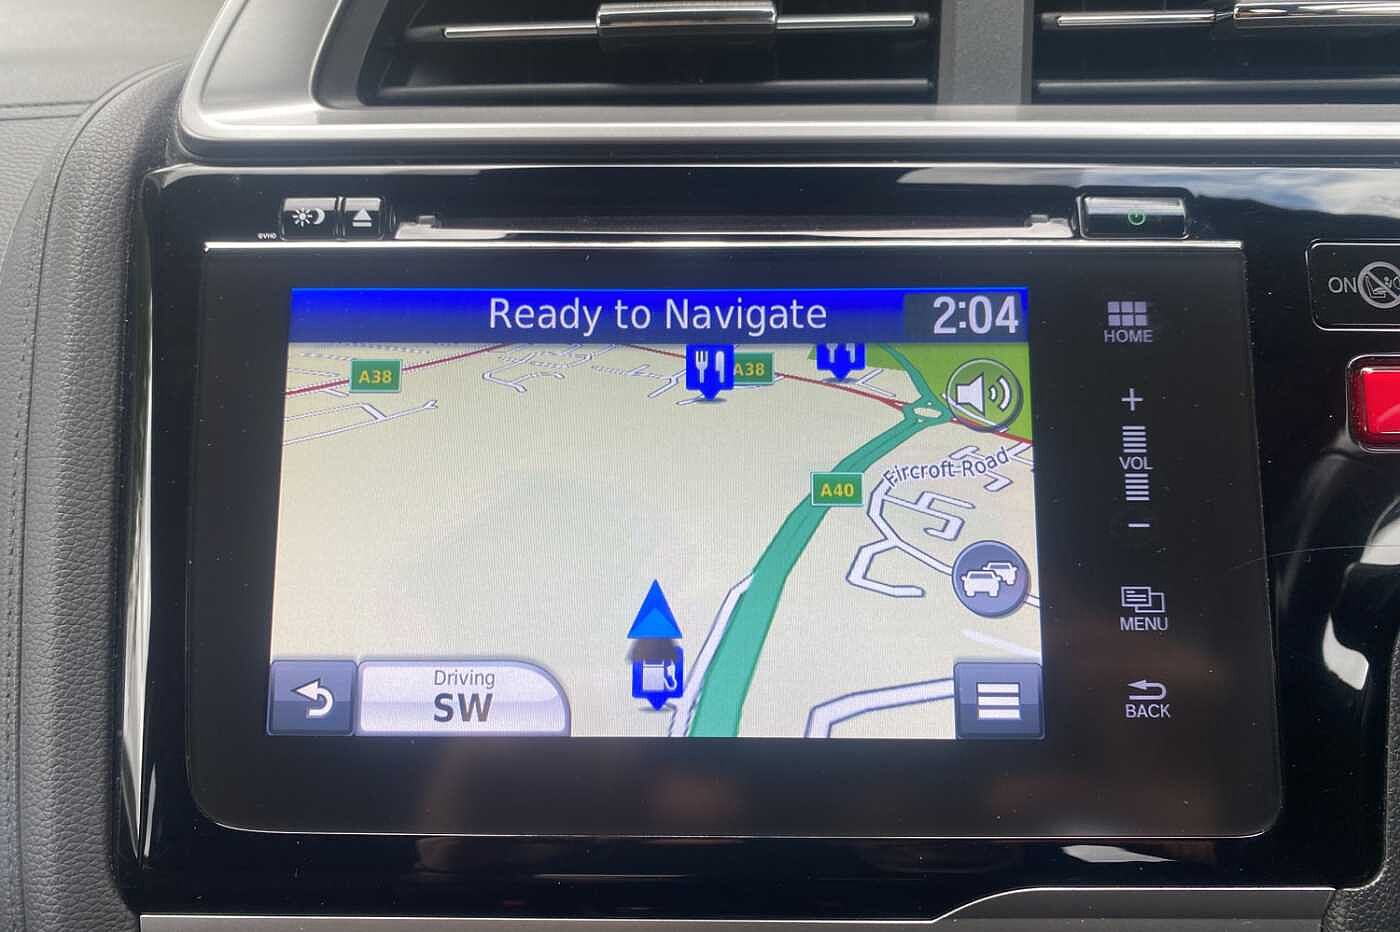 Ready to Navigate
2:04
A38
A38
A40
Fircroft Road
Driving
SW
HOME
+
VOL
−
MENU
BACK
ON